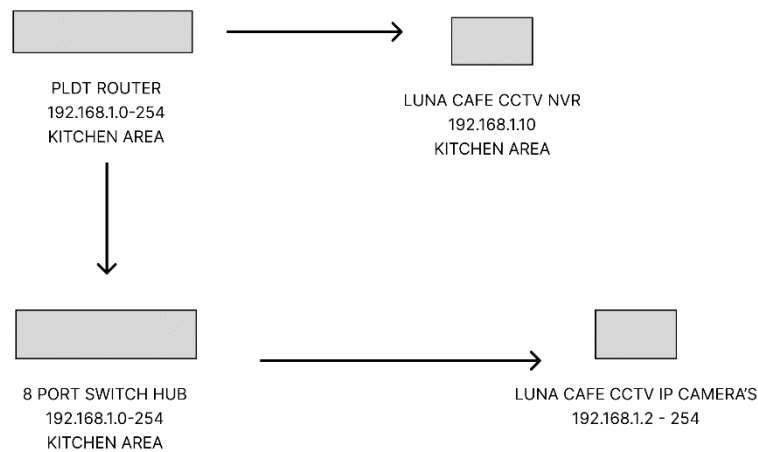 PLDT ROUTER
192.168.1.0-254
KITCHEN AREA
LUNA CAFE CCTV NVR
192.168.1.10
KITCHEN AREA
8 PORT SWITCH HUB
192.168.1.0-254
KITCHEN AREA
LUNA CAFE CCTV IP CAMERA'S
192.168.1.2 - 254